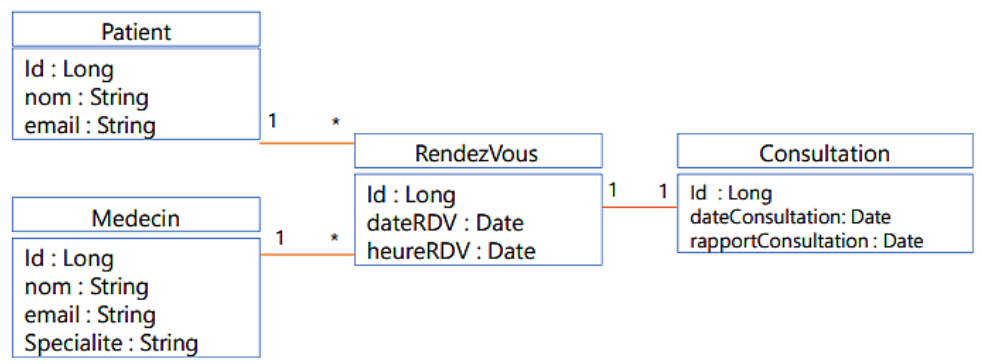 Patient
Id : Long
nom : String
email : String
1 *
Medecin
Id : Long
nom : String
email : String
Specialite : String
1 *
RendezVous
Id : Long
dateRDV : Date
heureRDV : Date
1 1
Consultation
Id : Long
dateConsultation: Date
rapportConsultation : Date